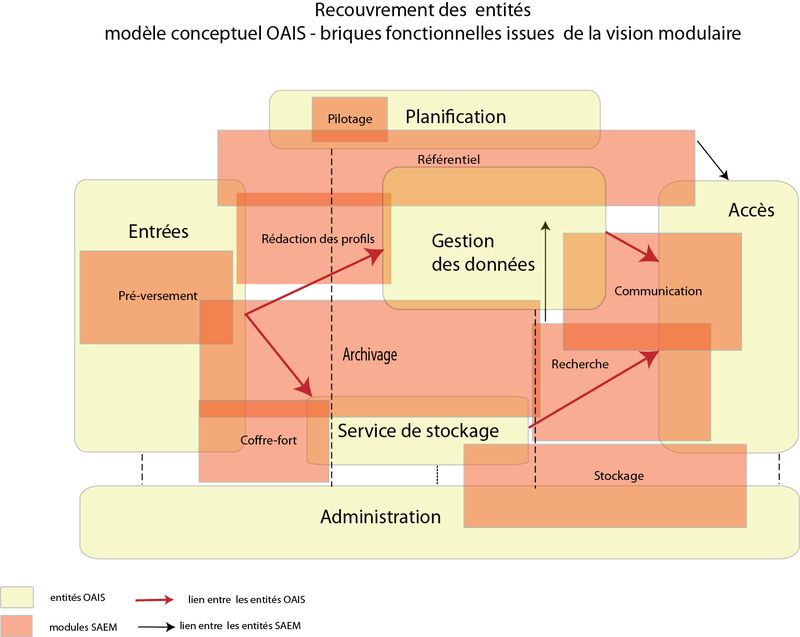 Recouvrement des entités
modèle conceptuel OAIS - briques fonctionnelles issues de la vision modulaire
Pilotage
Planification
Référentiel
Accès
Entrées
Rédaction des profils
Gestion
des données
Pré-versement
Communication
Archivage
Recherche
Service de stockage
Coffre-fort
Stockage
Administration
entités OAIS
lien entre les entités OAIS
modules SAEM
lien entre les entités SAEM